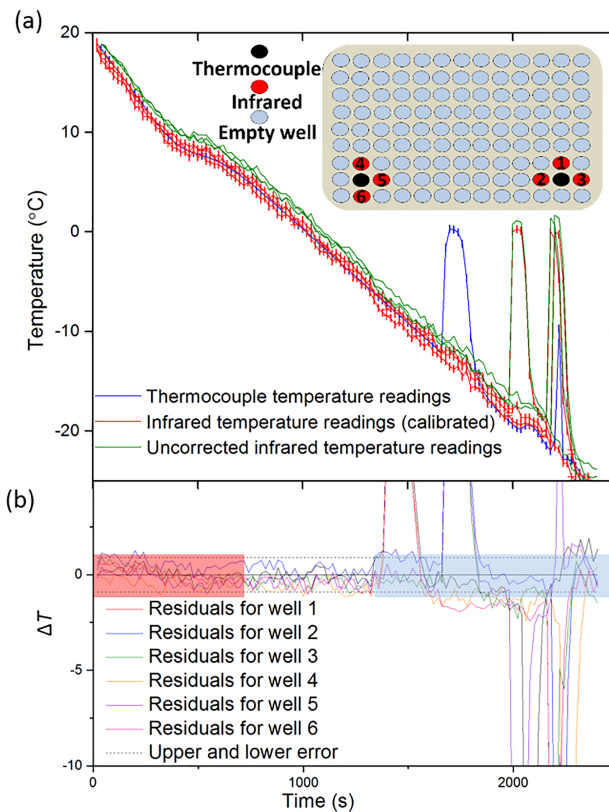 (a)
20
10
0
-10
-20
Temperature (°C)
Thermocouple
Infrared
Empty well
4
1
5
2
3
6
Thermocouple temperature readings
Infrared temperature readings (calibrated)
Uncorrected infrared temperature readings
(b)
0
-5
-10
ΔT
Residuals for well 1
Residuals for well 2
Residuals for well 3
Residuals for well 4
Residuals for well 5
Residuals for well 6
Upper and lower error
0
1000
2000
Time (s)